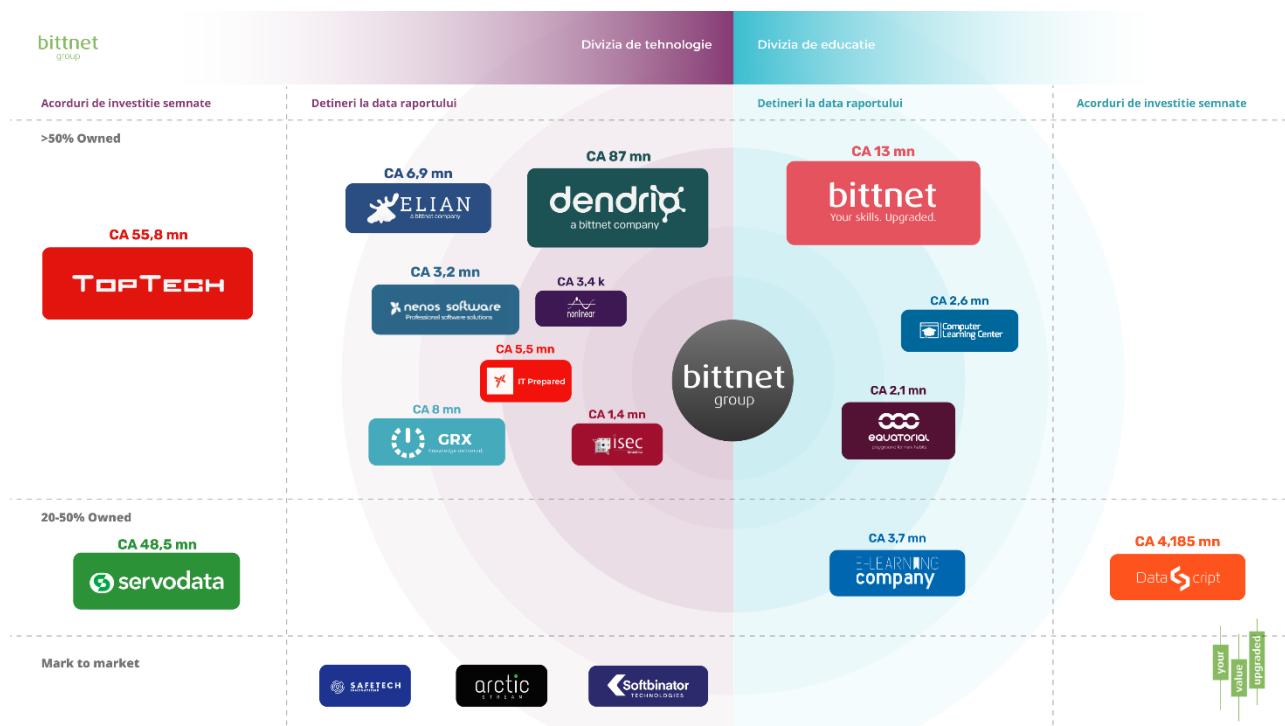 bittnet
group
Divizia de tehnologie
Divizia de educatie
Acorduri de investitie semnate
Detineri la data raportului
Detineri la data raportului
Acorduri de investitie semnate
>50% Owned
CA 6,9 mn
ELIAN
a bittnet company
CA 87 mn
dendrio
a bittnet company
CA 13 mn
bittnet
Your skills. Upgraded.
CA 55,8 mn
TOPTECH
CA 3,2 mn
nenos software
Professional software solutions
CA 3,4 k
nonlinear
CA 2,6 mn
Computer
Learning Center
CA 5,5 mn
IT Prepared
bittnet
group
CA 8 mn
GRX
CA 1,4 mn
isec
CA 2,1 mn
equatorial
playground for new habits
20-50% Owned
CA 48,5 mn
servodata
CA 3,7 mn
E-LEARNING
company
CA 4,185 mn
Data Script
Mark to market
SAFETECH
arctic
STREAM
Softbinator
TECHNOLOGIES
your
value
upgraded